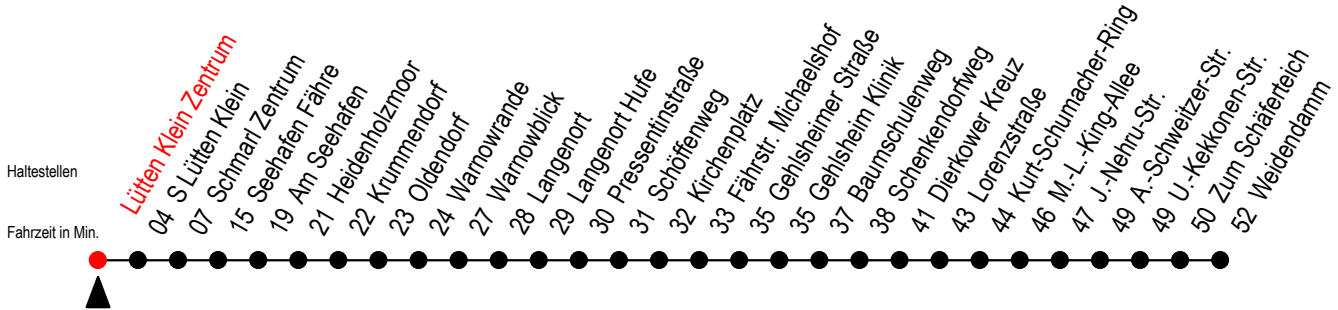 Haltestellen
Fahrzeit in Min.
Lütten Klein Zentrum
04 S Lütten Klein
07 Schmarl Zentrum
15 Seehafen Fähre
19 Am Seehafen
21 Heidenholzmoor
22 Krummendorf
23 Oldendorf
24 Warnowrande
27 Warnowblick
28 Langenort
29 Langenort Hufe
30 Pressentinstraße
31 Schöffenweg
32 Kirchenplatz
33 Fährstr. Michaelshof
35 Gehlsheimer Straße
35 Gehlsheim Klinik
37 Baumschulenweg
38 Schenkendorfweg
41 Dierkower Kreuz
43 Lorenzstraße
44 Kurt-Schumacher-Ring
46 M.-L.-King-Allee
47 J.-Nehru-Str.
49 A.-Schweitzer-Str.
49 U.-Kekkonen-Str.
50 Zum Schäferteich
52 Weidendamm